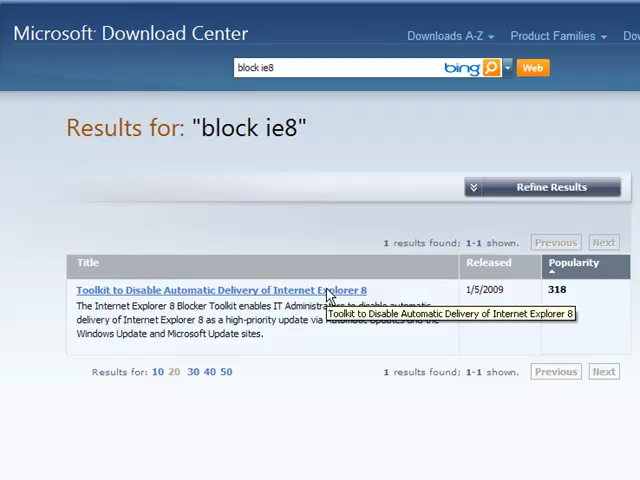 Microsoft Download Center
Downloads A-Z Product Families
block ie8 bing Web
Results for: "block ie8"
Refine Results
1 results found; 1-1 shown. Previous Next
Title Released Popularity
Toolkit to Disable Automatic Delivery of Internet Explorer 8 1/5/2009 318
The Internet Explorer 8 Blocker Toolkit enables IT to disable automatic
Toolkit to Disable Automatic Delivery of Internet Explorer 8
delivery of Internet Explorer 8 as a high-priority update via and the
Windows Update and Microsoft Update sites.
Results for: 10 20 30 40 50 1 results found; 1-1 shown. Previous Next